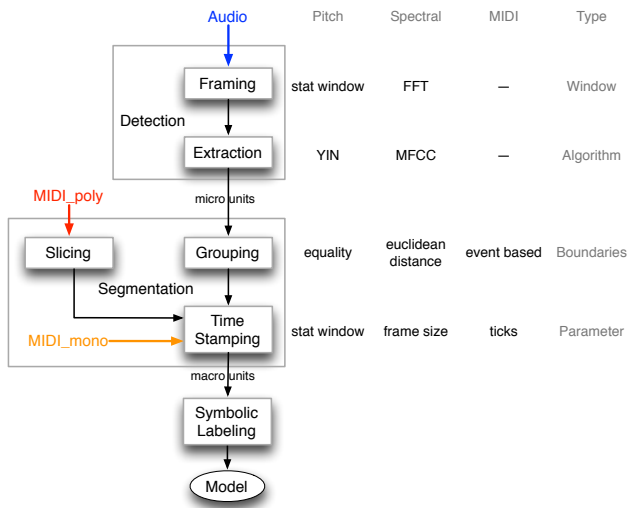 Audio Pitch Spectral MIDI Type
Framing stat window FFT — Window
Detection
Extraction YIN MFCC — Algorithm
micro units
MIDI_poly
Slicing Grouping equality euclidean distance event based Boundaries
Segmentation
Time Stamping stat window frame size ticks Parameter
MIDI_mono
macro units
Symbolic
Labeling
Model